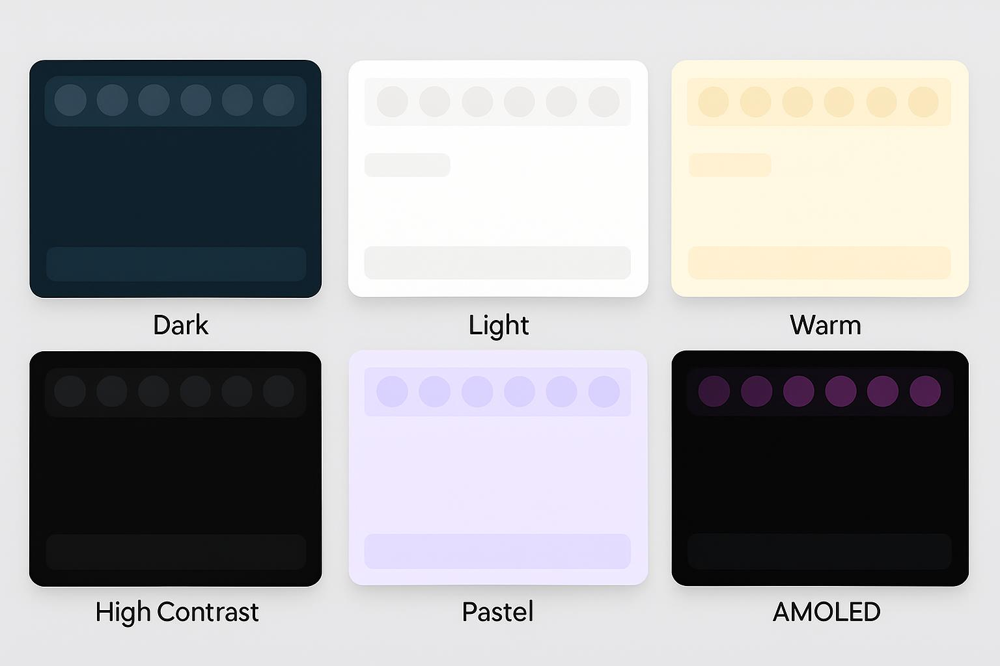 Dark
Light
Warm
High Contrast
Pastel
AMOLED